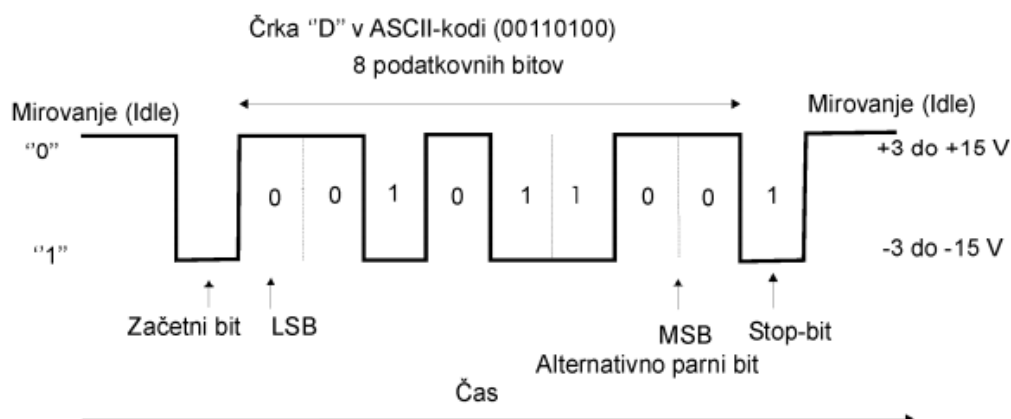 Črka ‘‘D’’ v ASCII-kodi (00110100)
8 podatkovnih bitov
Mirovanje (Idle)
Mirovanje (Idle)
‘‘0’’
+3 do +15 V
0 0 1 0 1 1 0 0 1
‘‘1’’
-3 do -15 V
Začetni bit
LSB
MSB
Stop-bit
Alternativno parni bit
Čas